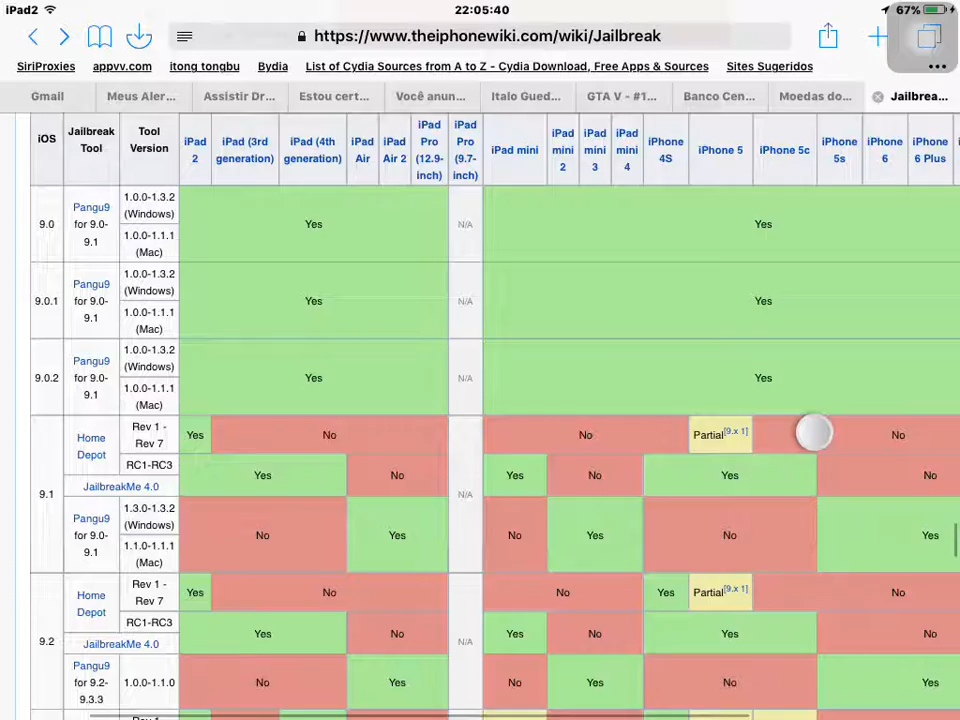 iPad2 22:05:40 67%
https://www.theiphonewiki.com/wiki/Jailbreak
SiriProxies appvv.com itong tongbu Bydia List of Cydia Sources from A to Z - Cydia Download, Free Apps & Sources Sites Sugeridos
Gmail Meus Aler... Assistir Dr... Estou cert... Você anun... Italo Gued... GTA V - #1... Banco Cen... Moedas do... Jailbrea...
iOS
Jailbreak
Tool
Tool
Version
iPad
2
iPad (3rd
generation)
iPad (4th
generation)
iPad
Air
iPad
Air 2
iPad
Pro
(12.9-
inch)
iPad
Pro
(9.7-
inch)
iPad mini
iPad
mini
2
iPad
mini
3
iPad
mini
4
iPhone
4S
iPhone 5
iPhone 5c
iPhone
5s
iPhone
6
iPhone
6 Plus
9.0
Pangu9
for 9.0-
9.1
1.0.0-1.3.2
(Windows)
1.0.0-1.1.1
(Mac)
Yes
N/A
Yes
9.0.1
Pangu9
for 9.0-
9.1
1.0.0-1.3.2
(Windows)
1.0.0-1.1.1
(Mac)
Yes
N/A
Yes
9.0.2
Pangu9
for 9.0-
9.1
1.0.0-1.3.2
(Windows)
1.0.0-1.1.1
(Mac)
Yes
N/A
Yes
9.1
Home
Depot
Rev 1 -
Rev 7
Yes
No
N/A
No
Partial[9.x 1]
No
RC1-RC3
JailbreakMe 4.0
Yes
No
Yes
No
Yes
No
Pangu9
for 9.0-
9.1
1.3.0-1.3.2
(Windows)
1.1.0-1.1.1
(Mac)
No
Yes
No
Yes
No
Yes
9.2
Home
Depot
Rev 1 -
Rev 7
Yes
No
N/A
No
Yes
Partial[9.x 1]
No
RC1-RC3
JailbreakMe 4.0
Yes
No
Yes
No
Yes
No
Pangu9
for 9.2-
9.3.3
1.0.0-1.1.0
No
Yes
No
Yes
No
Yes